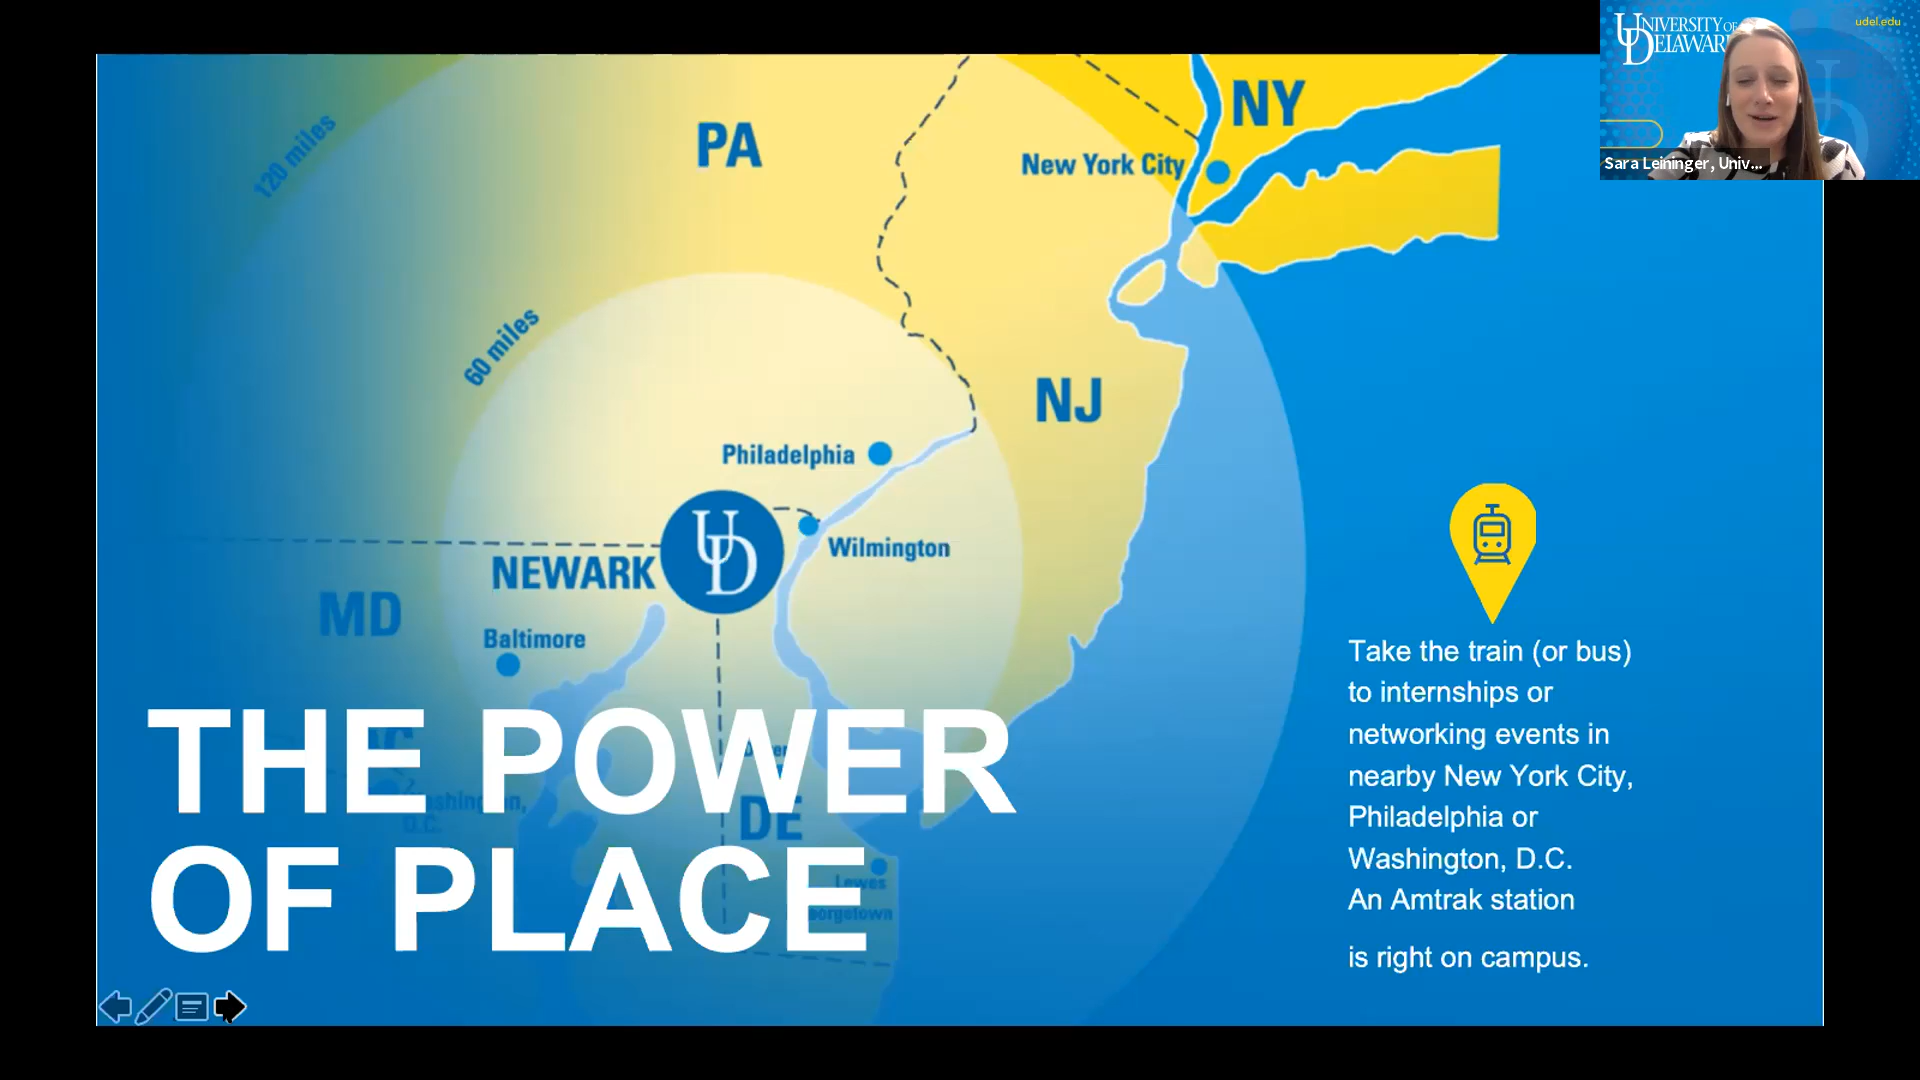 UNIVERSITY OF
DELAWARE
udel.edu
Sara Leininger, Univ...
120 miles
PA
NY
New York City
60 miles
NJ
Philadelphia
UD
Wilmington
NEWARK
MD
Baltimore
DE
Lewes
THE POWER
OF PLACE
Take the train (or bus)
to internships or
networking events in
nearby New York City,
Philadelphia or
Washington, D.C.
An Amtrak station
is right on campus.